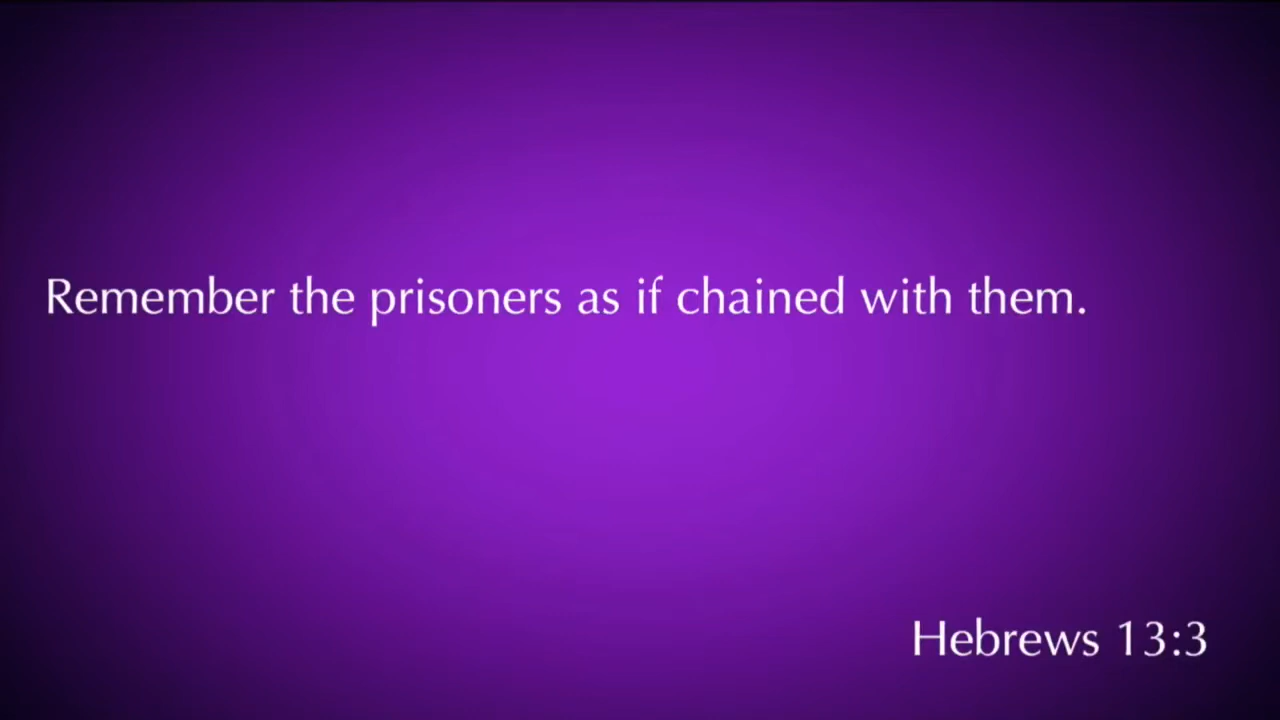 Remember the prisoners as if chained with them.
Hebrews 13:3